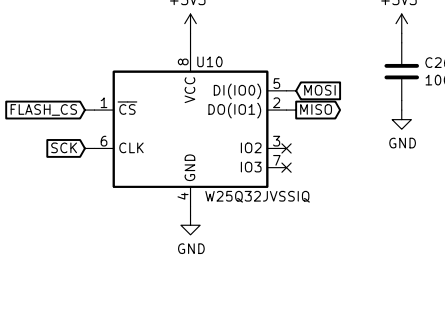 +3V3
+3V3
8
U10
VCC
DI(IO0)
5
MOSI
DO(IO1)
2
MISO
FLASH_CS
1
CS
SCK
6
CLK
IO2
3
IO3
7
GND
4
W25Q32JVSSIQ
GND
GND